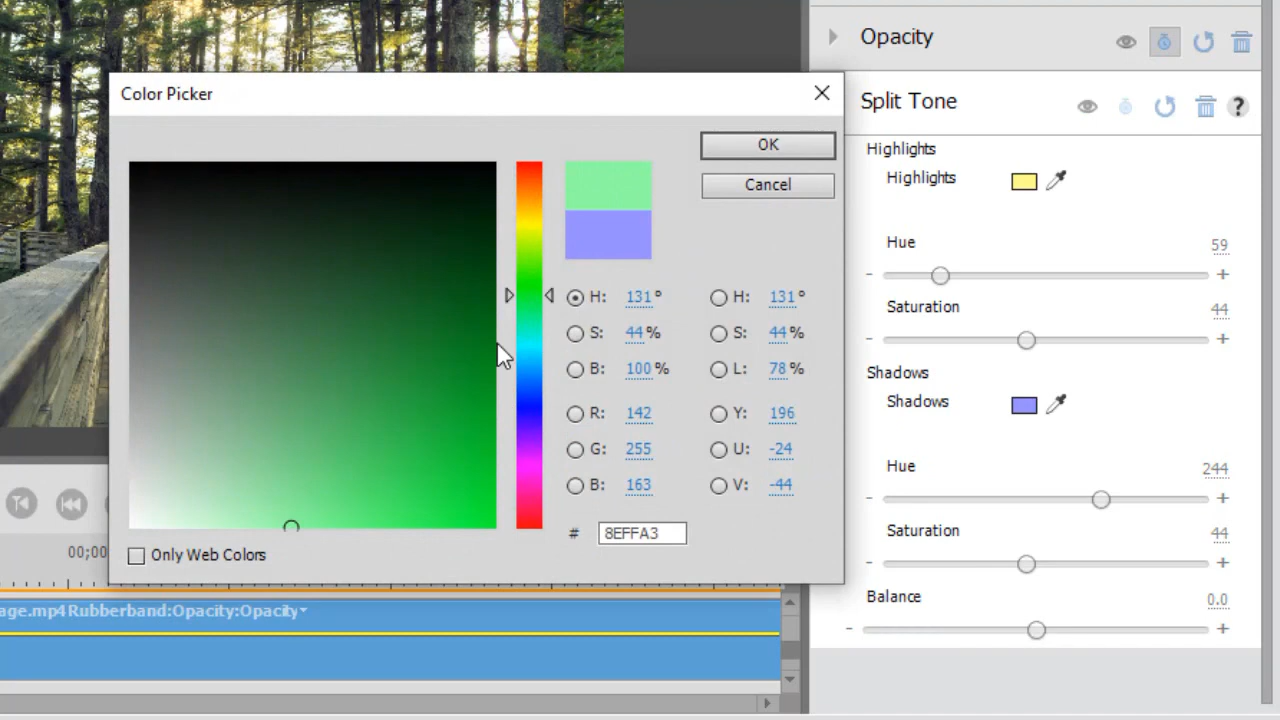 Opacity
Color Picker
Split Tone
?
OK
Highlights
Highlights
Cancel
Hue
59
H: 131°
H: 131°
Saturation
44
S: 44 %
S: 44 %
B: 100 %
L: 78 %
Shadows
Shadows
R: 142
Y: 196
G: 255
U: -24
Hue
244
B: 163
V: -44
# 8EFFA3
Saturation
44
Only Web Colors
00;00
Balance
0.0
age.mp4 Rubberband:Opacity:Opacity